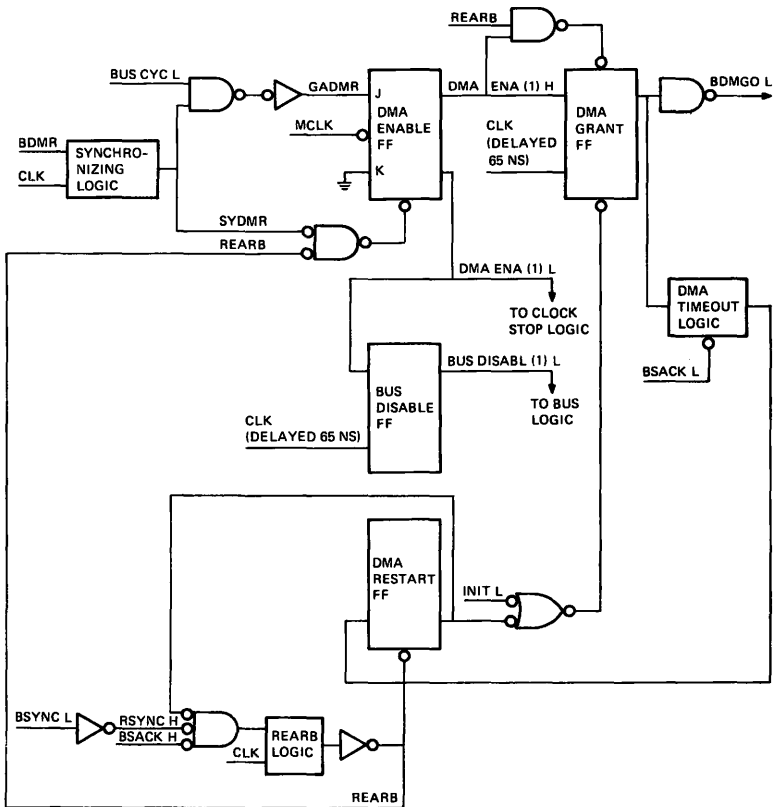 REARB
BUS CYC L
GADMR
J
DMA
ENABLE
FF
K
MCLK
DMA ENA (1) H
DMA
GRANT
FF
BDMGO L
CLK
(DELAYED
65 NS)
BDMR
CLK
SYNCHRO-
NIZING
LOGIC
SYDMR
REARB
DMA ENA (1) L
TO CLOCK
STOP LOGIC
DMA
TIMEOUT
LOGIC
BSACK L
BUS
DISABLE
FF
BUS DISABL (1) L
TO BUS
LOGIC
CLK
(DELAYED 65 NS)
DMA
RESTART
FF
INIT L
BSYNC L
RSYNC H
BSACK H
CLK
REARB
LOGIC
REARB